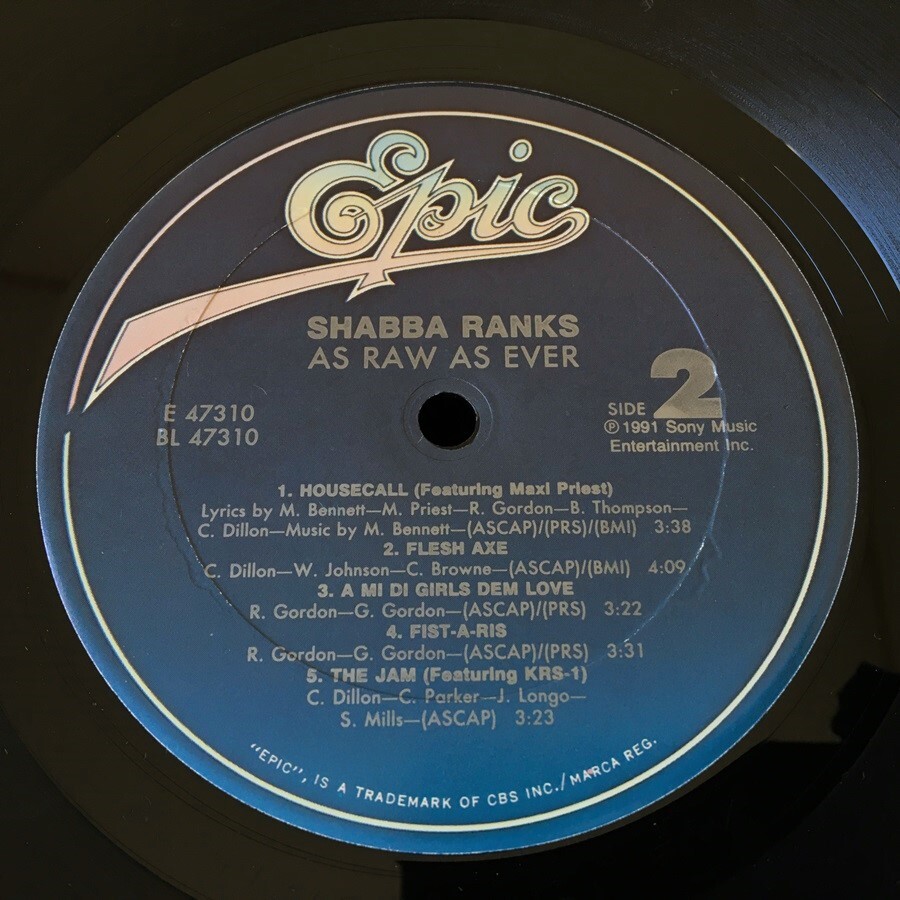 Epic
SHABBA RANKS
AS RAW AS EVER
E 47310
BL 47310
SIDE 2
℗ 1991 Sony Music
Entertainment Inc.
1. HOUSECALL (Featuring Maxi Priest)
Lyrics by M. Bennett—M. Priest—R. Gordon—B. Thompson—
C. Dillon—Music by M. Bennett—(ASCAP)/(PRS)/(BMI) 3:38
2. FLESH AXE
C. Dillon—W. Johnson—C. Browne—(ASCAP)/(BMI) 4:09
3. A MI DI GIRLS DEM LOVE
R. Gordon—G. Gordon—(ASCAP)/(PRS) 3:22
4. FIST-A-RIS
R. Gordon—G. Gordon—(ASCAP)/(PRS) 3:31
5. THE JAM (Featuring KRS-1)
C. Dillon—C. Parker—J. Longo—
S. Mills—(ASCAP) 3:23
"EPIC", IS A TRADEMARK OF CBS INC./MARCA REG.